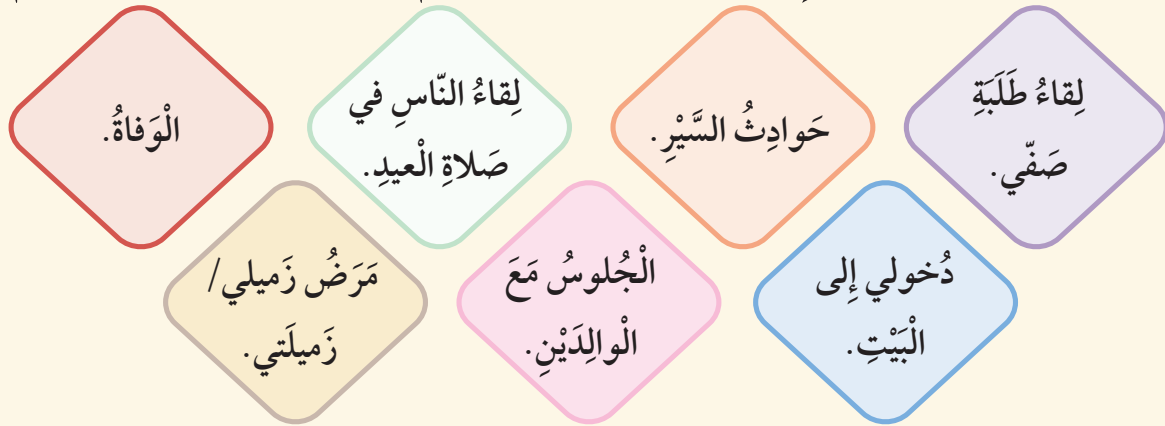 لِقاءُ طَلَبَةِ
صَفّي.
حَوادِثُ السَّيْرِ.
لِقاءُ النّاسِ في
صَلاةِ الْعيدِ.
الْوَفاةُ.
دُخولي إِلى
الْبَيْتِ.
الْجُلوسُ مَعَ
الْوالِدَيْنِ.
مَرَضُ زَميلي/
زَميلَتي.